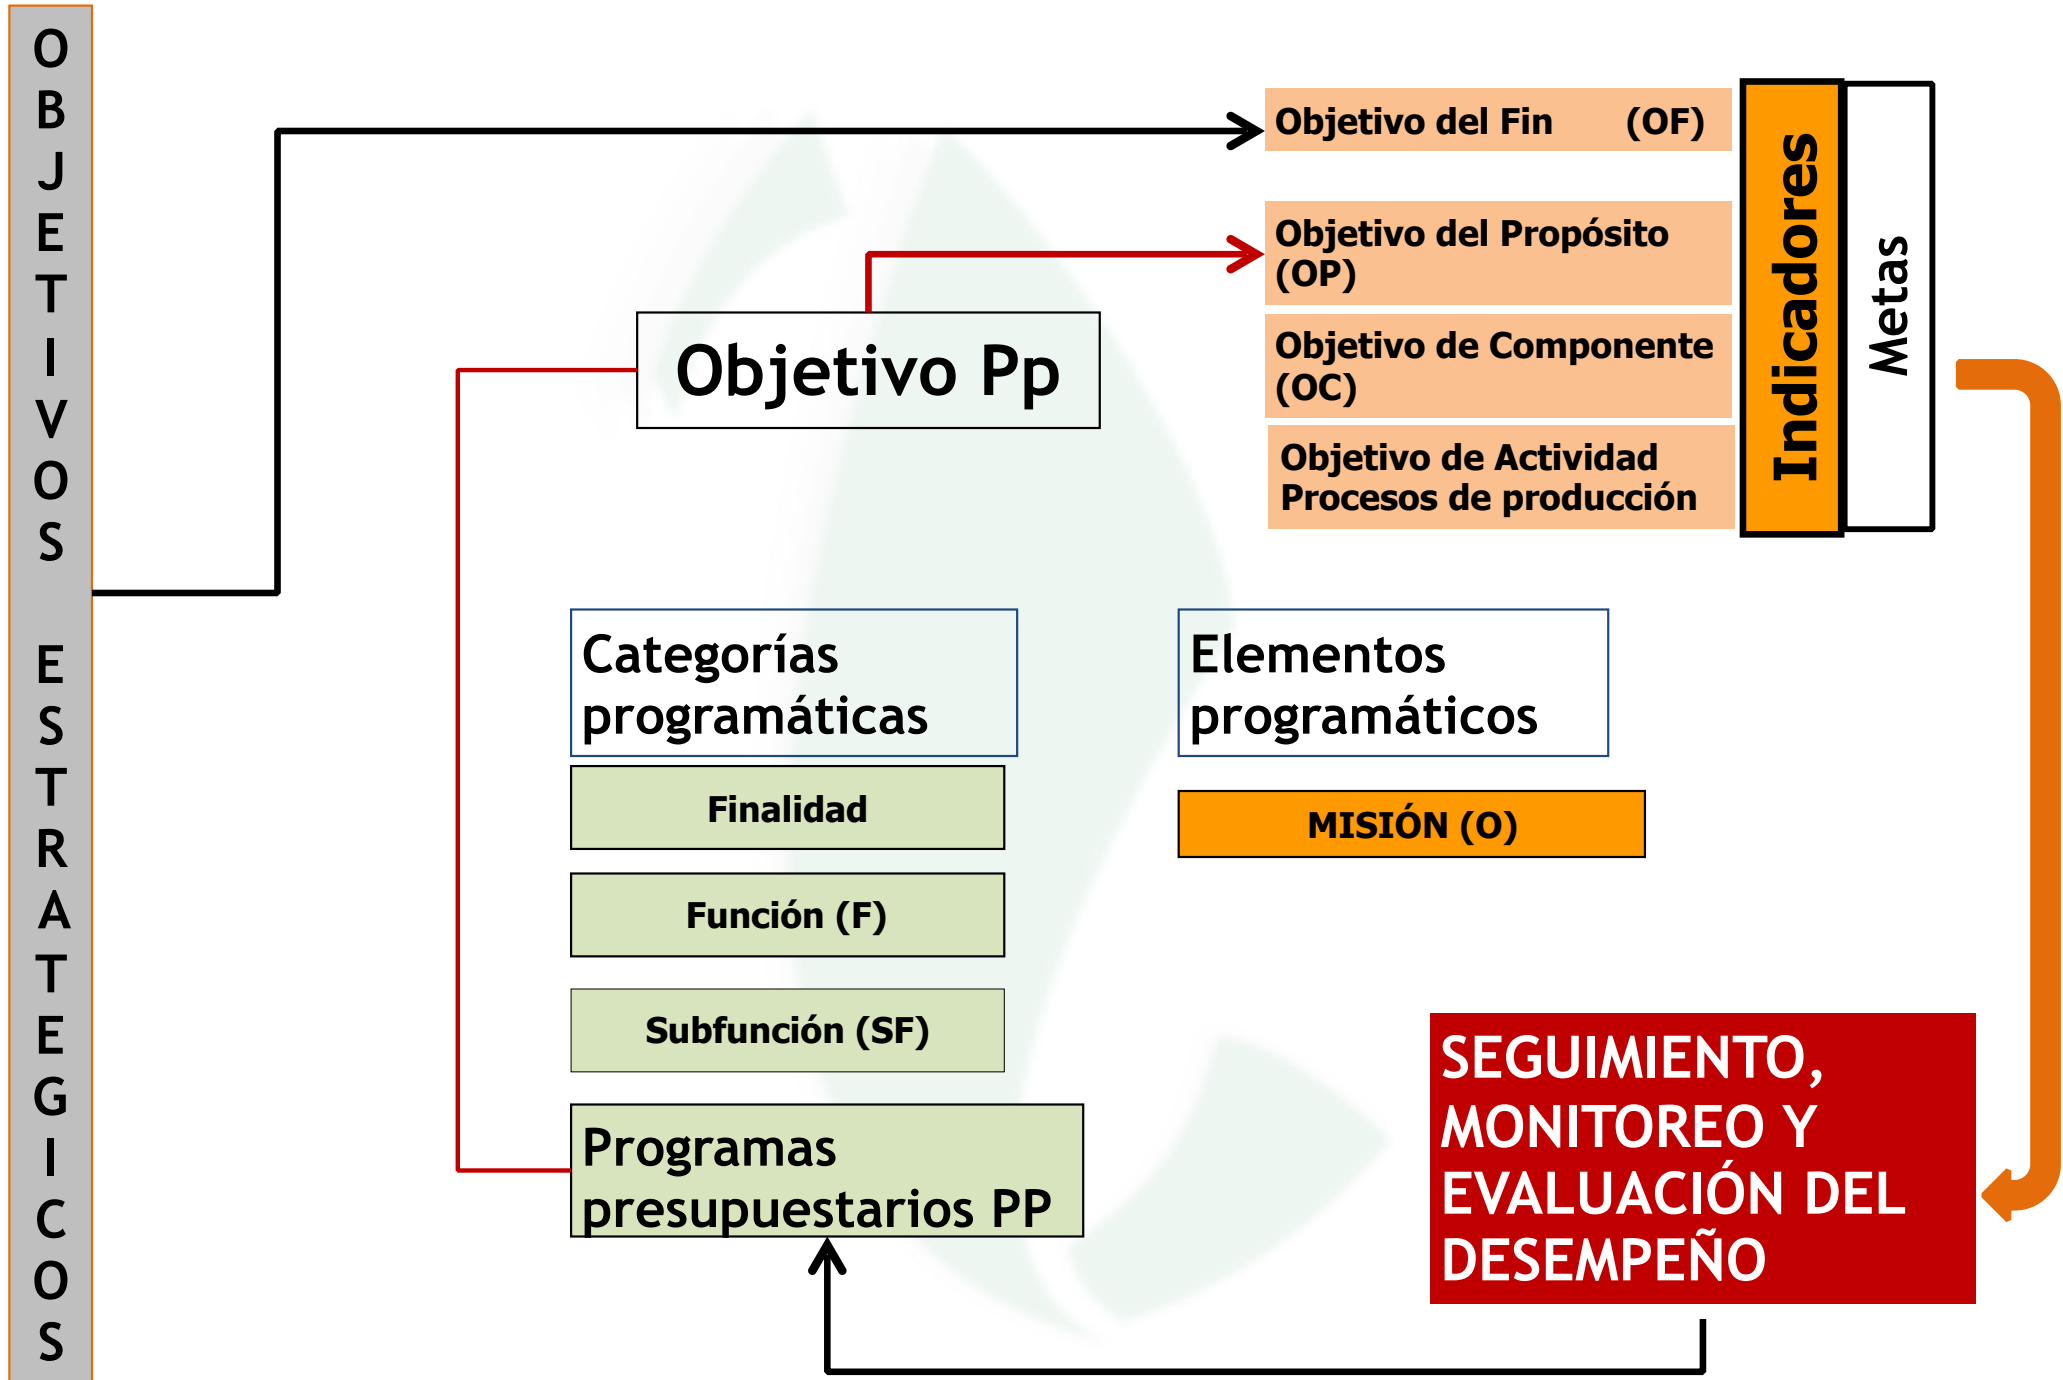 OBJETIVOS ESTRATEGICOS
Objetivo del Fin (OF)
Objetivo del Propósito
(OP)
Objetivo de Componente
(OC)
Objetivo de Actividad
Procesos de producción
Indicadores
Metas
Objetivo Pp
Categorías
programáticas
Elementos
programáticos
Finalidad
MISIÓN (O)
Función (F)
Subfunción (SF)
Programas
presupuestarios PP
SEGUIMIENTO,
MONITOREO Y
EVALUACIÓN DEL
DESEMPEÑO